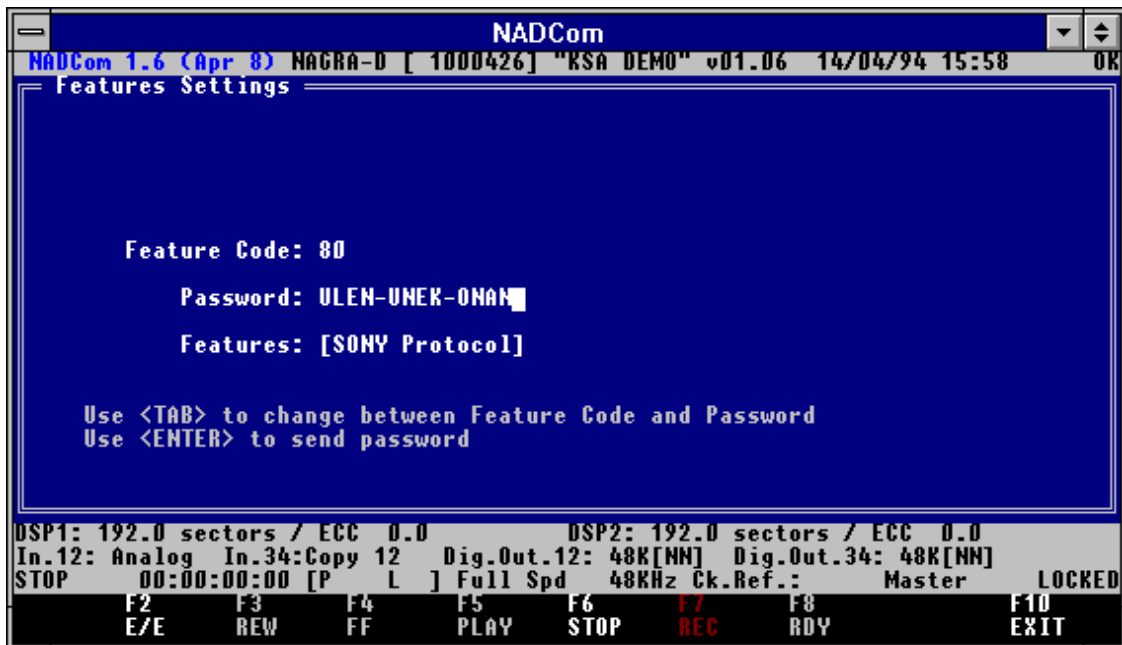 NADCom
NADCom 1.6 (Apr 8) NAGRA-D [ 1000426] "KSA DEMO" v01.06 14/04/94 15:58 OK
Features Settings
Feature Code: 80
Password: ULEN-UNEK-ONAN
Features: [SONY Protocol]
Use <TAB> to change between Feature Code and Password
Use <ENTER> to send password
DSP1: 192.0 sectors / ECC 0.0 DSP2: 192.0 sectors / ECC 0.0
In.12: Analog In.34:Copy 12 Dig.Out.12: 48K[NN] Dig.Out.34: 48K[NN]
STOP 00:00:00:00 [P L ] Full Spd 48KHz Ck.Ref.: Master LOCKED
F2 F3 F4 F5 F6 F7 F8 F10
E/E REW FF PLAY STOP REC RDY EXIT